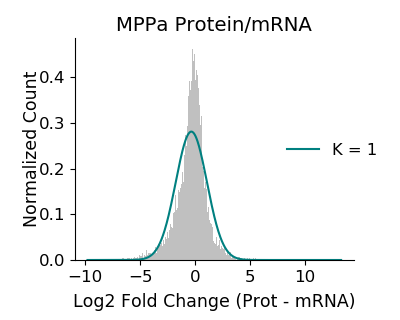 MPPa Protein/mRNA
Normalized Count
0.4
0.3
0.2
0.1
0.0
K = 1
−10 −5 0 5 10
Log2 Fold Change (Prot - mRNA)